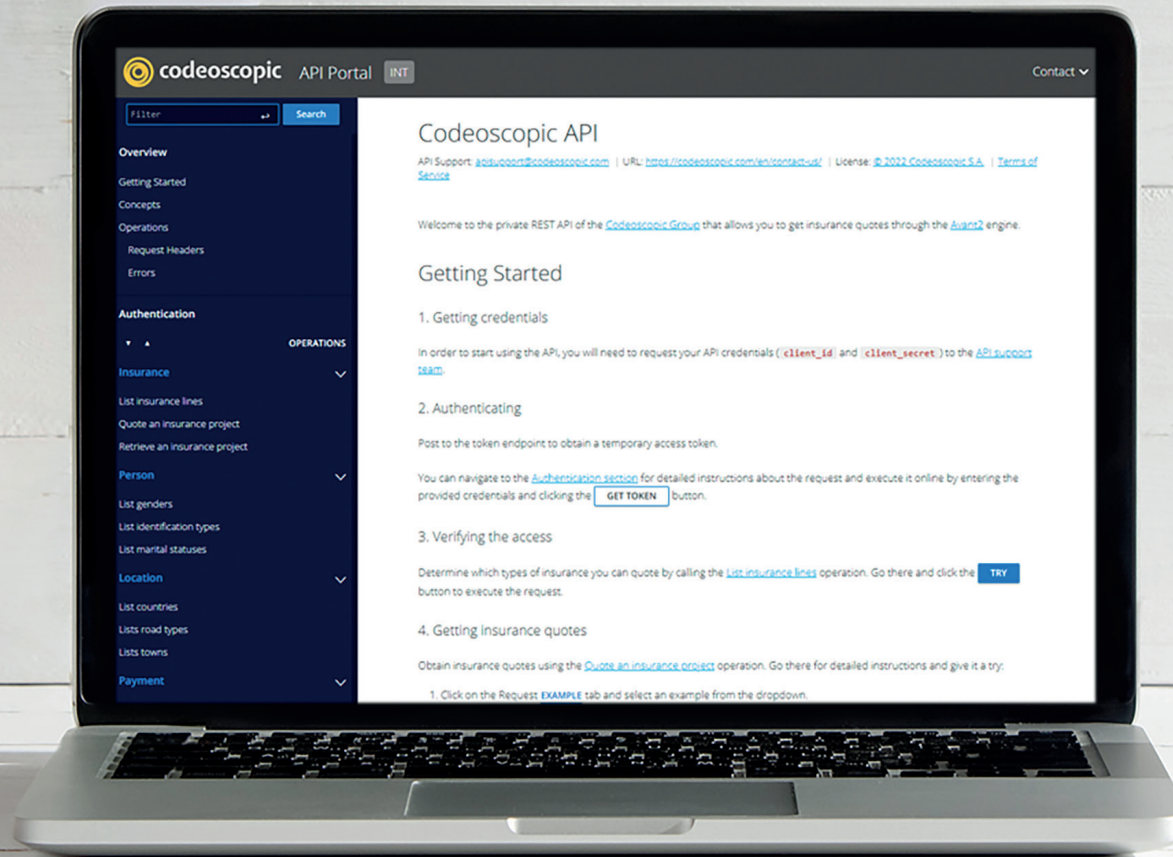 codeoscopic API Portal INT
Contact
Filter
Search
Overview
Getting Started
Concepts
Operations
Request Headers
Errors
Authentication
OPERATIONS
Insurance
List insurance lines
Quote an insurance project
Retrieve an insurance project
Person
List genders
List identification types
List marital statuses
Location
List countries
Lists road types
Lists towns
Payment
Codeoscopic API
API Support: apisupport@codeoscopic.com | URL: https://codeoscopic.com/en/contact-us/ | License: © 2022 Codeoscopic S.A. | Terms of
Service
Welcome to the private REST API of the Codeoscopic Group that allows you to get insurance quotes through the Avant2 engine.
Getting Started
1. Getting credentials
In order to start using the API, you will need to request your API credentials ( client_id and client_secret ) to the API support
team.
2. Authenticating
Post to the token endpoint to obtain a temporary access token.
You can navigate to the Authentication section for detailed instructions about the request and execute it online by entering the
provided credentials and clicking the GET TOKEN button.
3. Verifying the access
Determine which types of insurance you can quote by calling the List insurance lines operation. Go there and click the TRY
button to execute the request.
4. Getting insurance quotes
Obtain insurance quotes using the Quote an insurance project operation. Go there for detailed instructions and give it a try:
1. Click on the Request EXAMPLE tab and select an example from the dropdown.